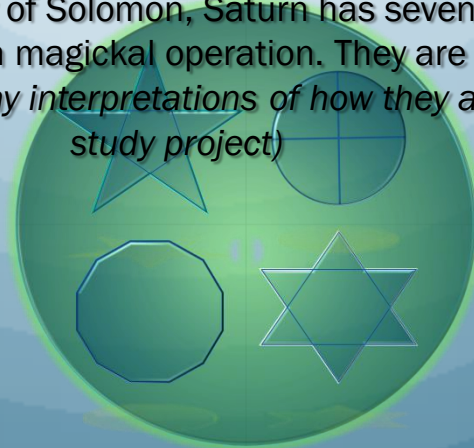 of Solomon, Saturn has seven
magickal operation. They are
interpretations of how they a
study project)